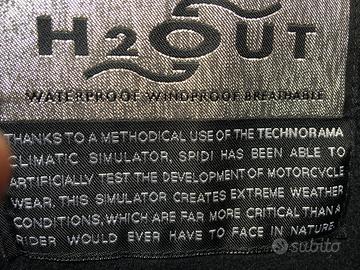 H2OUT
WATERPROOF WINDPROOF BREATHABLE
THANKS TO A METHODICAL USE OF THE TECHNORAMA
CLIMATIC SIMULATOR, SPIDI HAS BEEN ABLE TO
ARTIFICIALLY TEST THE DEVELOPMENT OF MOTORCYCLE
WEAR. THIS SIMULATOR CREATES EXTREME WEATHER
CONDITIONS, WHICH ARE FAR MORE CRITICAL THAN A
RIDER WOULD EVER HAVE TO FACE IN NATURE
subito